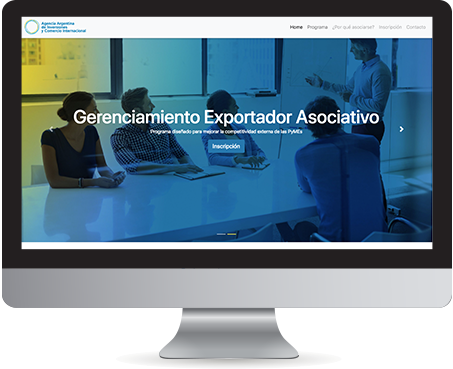 Agencia Argentina
de Inversiones
y Comercio Internacional
Home Programa ¿Por qué asociarse? Inscripción Contacto
Gerenciamiento Exportador Asociativo
Programa diseñado para mejorar la competitividad externa de las PyMEs
Inscripción